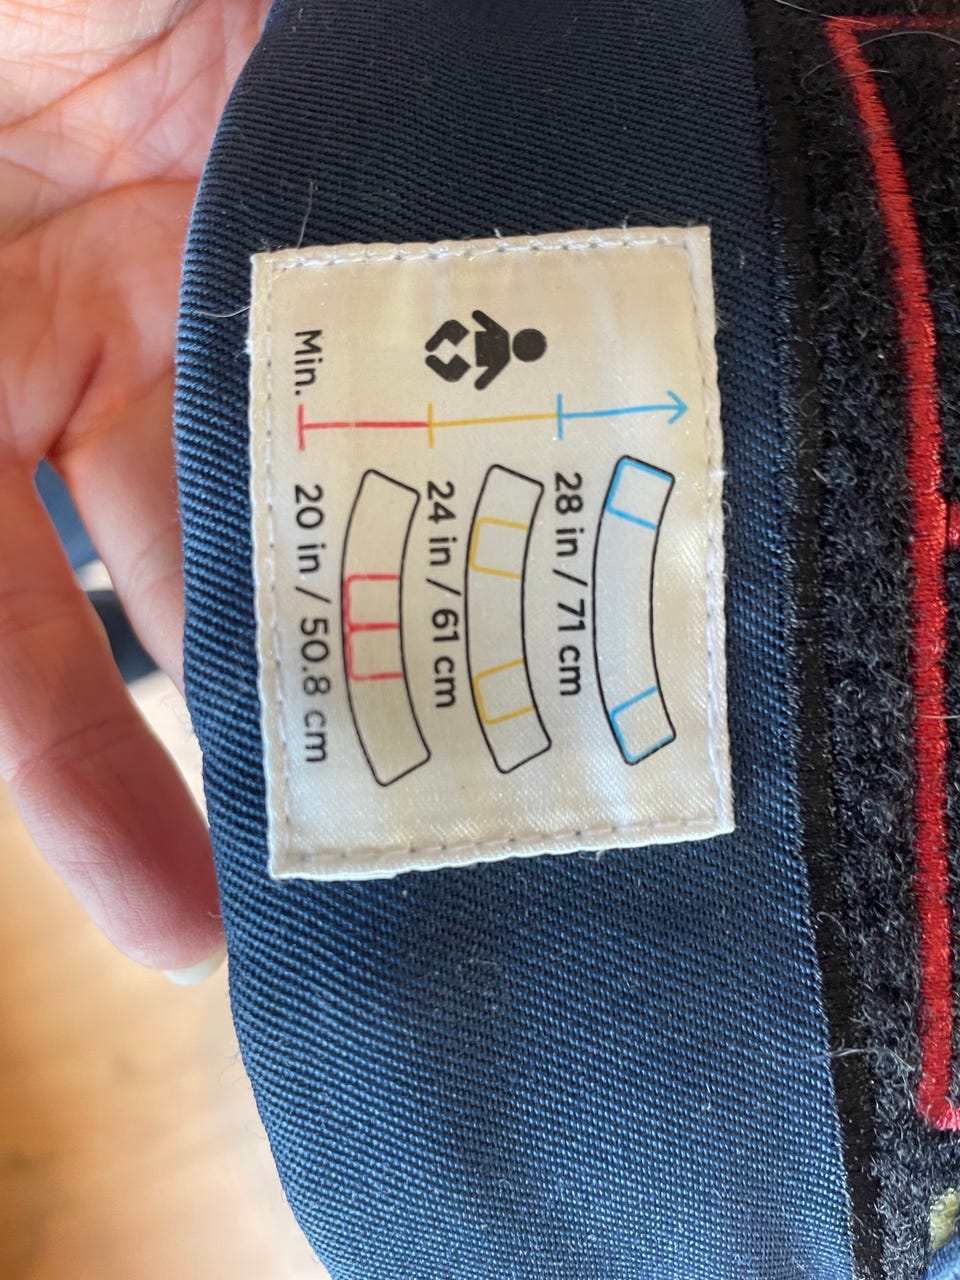 28 in / 71 cm
24 in / 61 cm
Min. 20 in / 50.8 cm